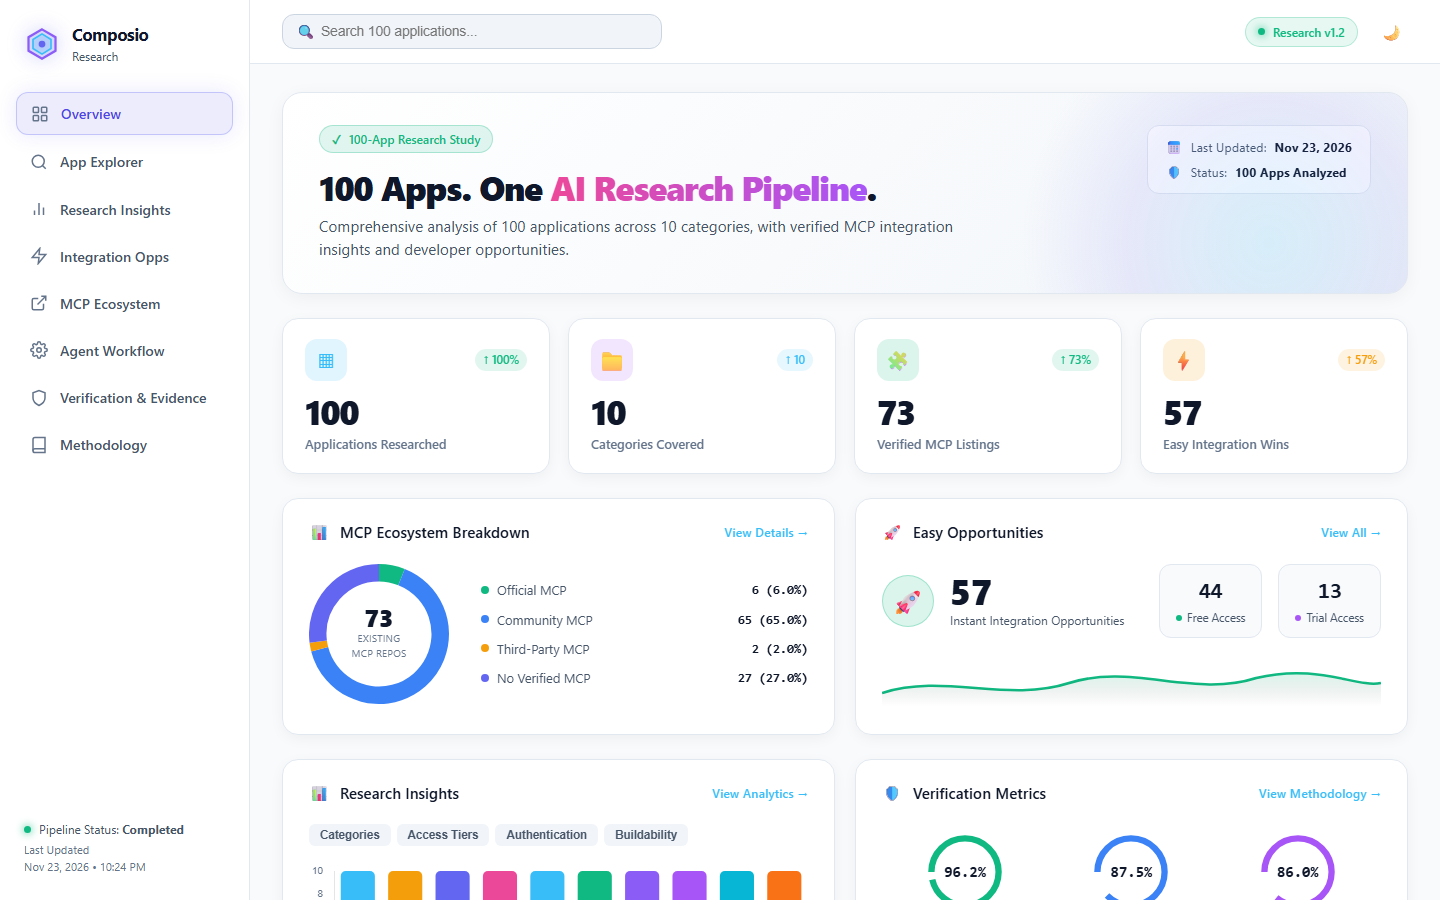 Composio
Research
Overview
App Explorer
Research Insights
Integration Opps
MCP Ecosystem
Agent Workflow
Verification & Evidence
Methodology
Pipeline Status: Completed
Last Updated
Nov 23, 2026 • 10:24 PM
Search 100 applications...
Research v1.2
✓ 100-App Research Study
100 Apps. One AI Research Pipeline.
Comprehensive analysis of 100 applications across 10 categories, with verified MCP integration
insights and developer opportunities.
Last Updated: Nov 23, 2026
Status: 100 Apps Analyzed
↑ 100%
100
Applications Researched
↑ 10
10
Categories Covered
↑ 73%
73
Verified MCP Listings
↑ 57%
57
Easy Integration Wins
MCP Ecosystem Breakdown
View Details →
73
EXISTING
MCP REPOS
Official MCP 6 (6.0%)
Community MCP 65 (65.0%)
Third-Party MCP 2 (2.0%)
No Verified MCP 27 (27.0%)
Easy Opportunities
View All →
57
Instant Integration Opportunities
44
Free Access
13
Trial Access
Research Insights
View Analytics →
Categories Access Tiers Authentication Buildability
10
8
Verification Metrics
View Methodology →
96.2% 87.5% 86.0%